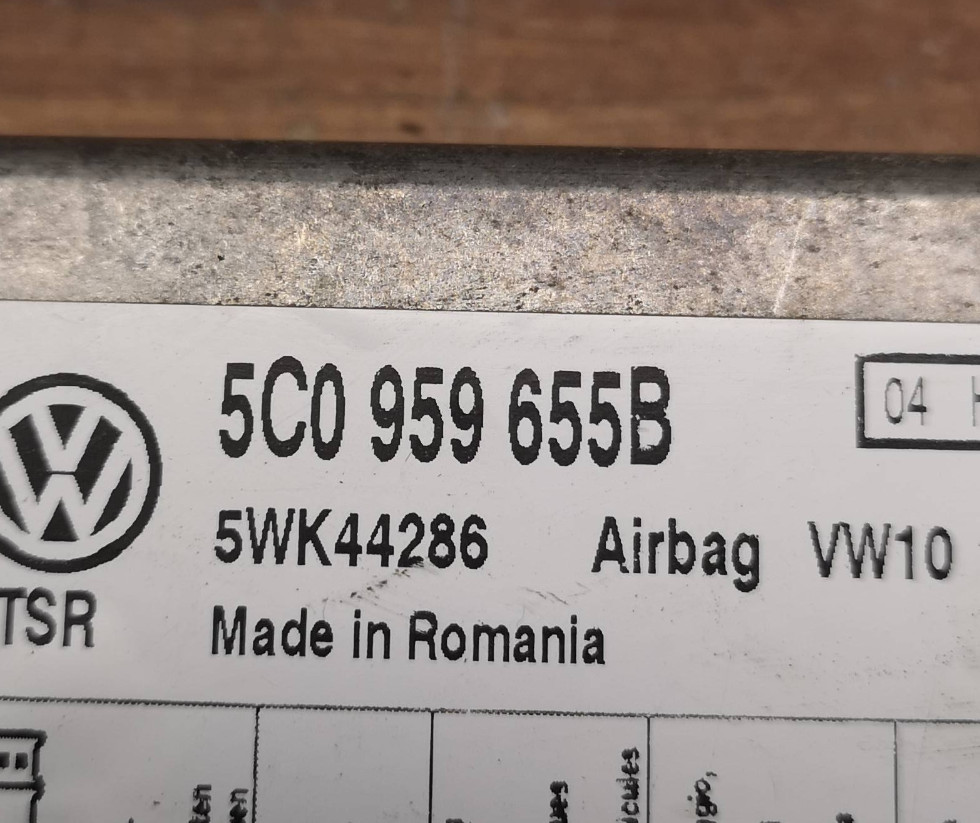 5C0 959 655B
04
5WK44286 Airbag VW10
TSR
Made in Romania